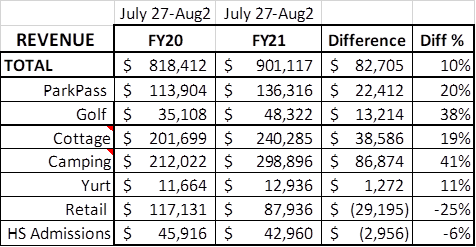 July 27-Aug2 July 27-Aug2
REVENUE FY20 FY21 Difference Diff %
TOTAL $ 818,412 $ 901,117 $ 82,705 10%
ParkPass $ 113,904 $ 136,316 $ 22,412 20%
Golf $ 35,108 $ 48,322 $ 13,214 38%
Cottage $ 201,699 $ 240,285 $ 38,586 19%
Camping $ 212,022 $ 298,896 $ 86,874 41%
Yurt $ 11,664 $ 12,936 $ 1,272 11%
Retail $ 117,131 $ 87,936 $ (29,195) -25%
HS Admissions $ 45,916 $ 42,960 $ (2,956) -6%